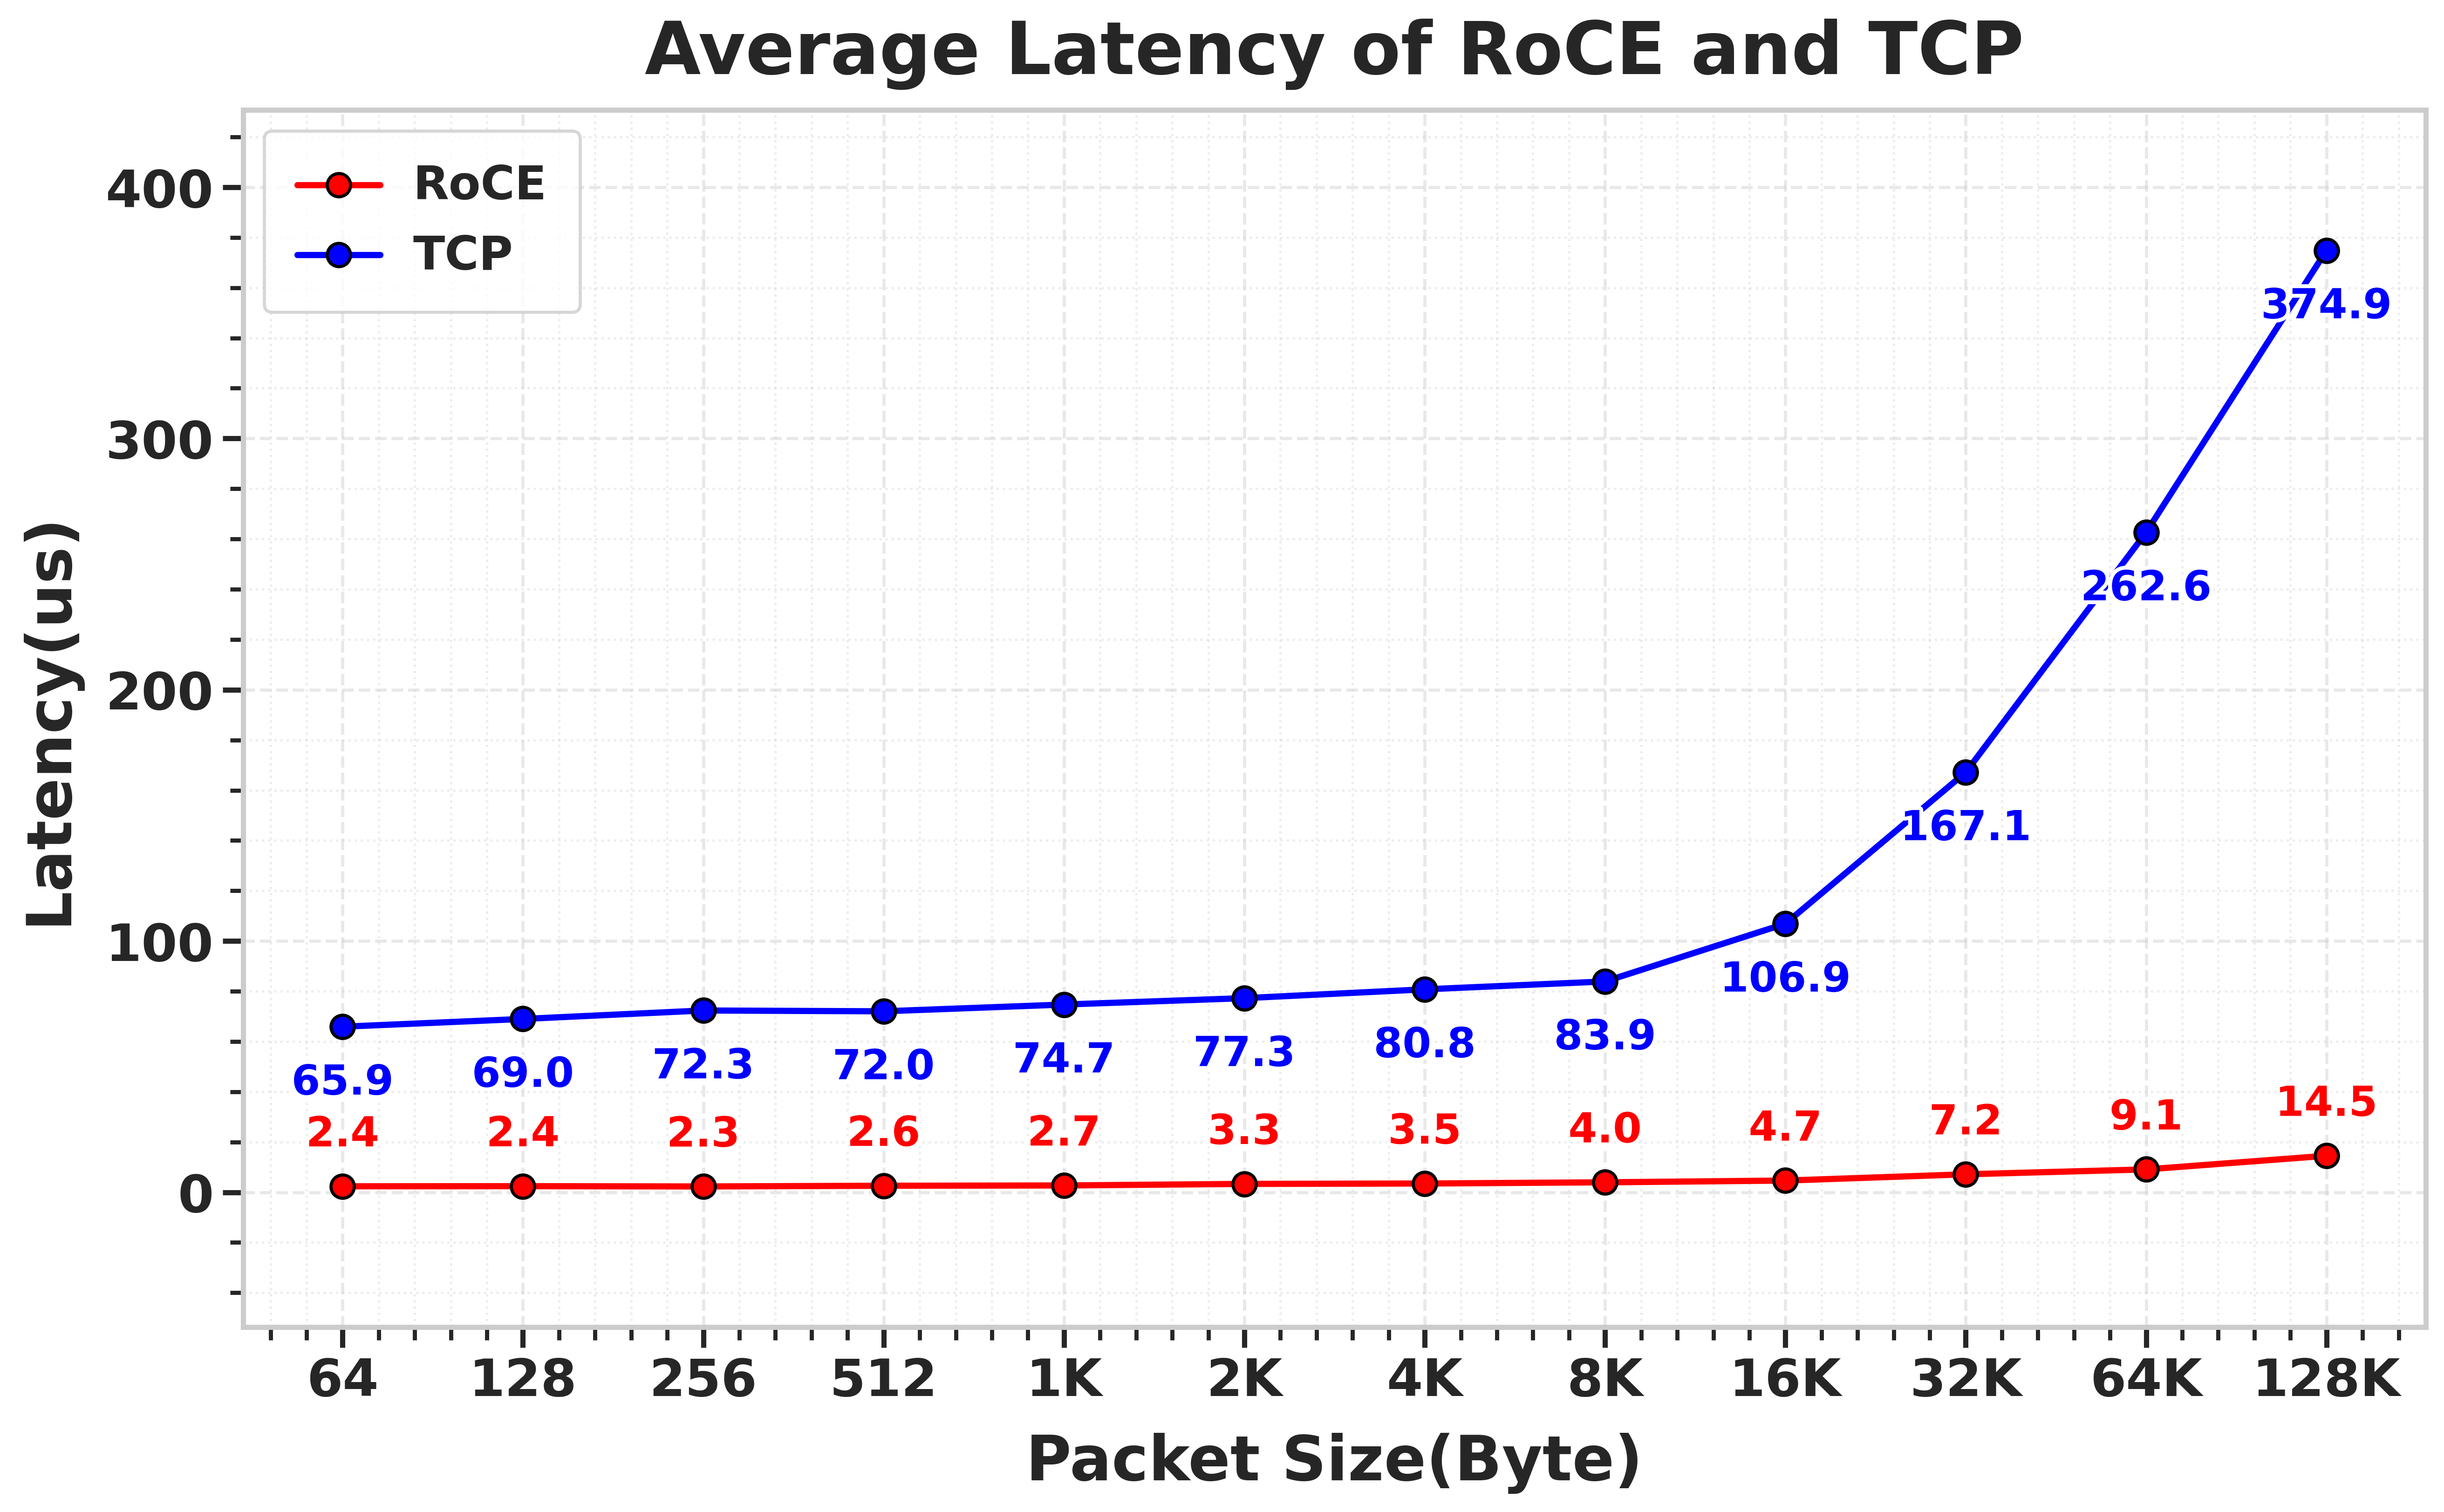 Average Latency of RoCE and TCP
RoCE
TCP
Latency(us)
400
300
200
100
0
65.9 69.0 72.3 72.0 74.7 77.3 80.8 83.9 106.9 167.1 262.6 374.9
2.4 2.4 2.3 2.6 2.7 3.3 3.5 4.0 4.7 7.2 9.1 14.5
64 128 256 512 1K 2K 4K 8K 16K 32K 64K 128K
Packet Size(Byte)